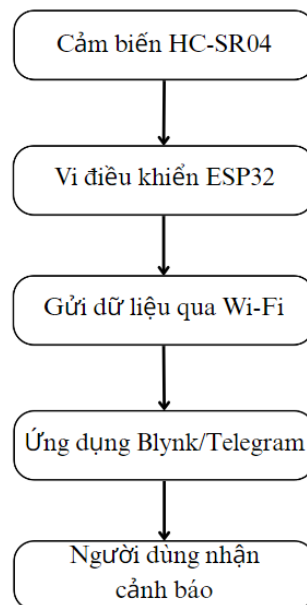 Cảm biến HC-SR04
Vi điều khiển ESP32
Gửi dữ liệu qua Wi-Fi
Ứng dụng Blynk/Telegram
Người dùng nhận
cảnh báo